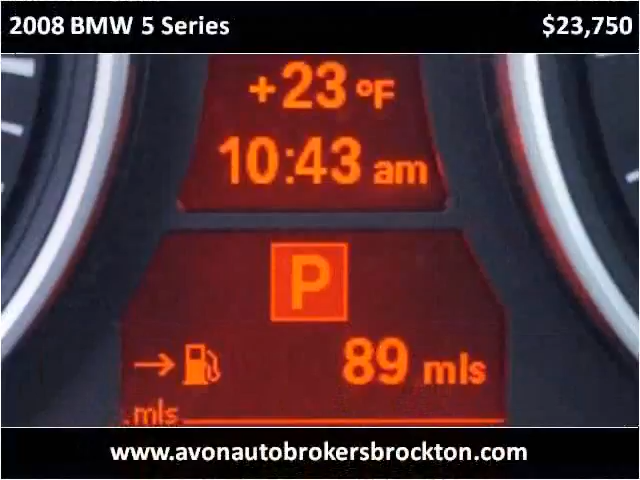 2008 BMW 5 Series $23,750
+23 °F
10:43 am
P
89 mls
mls
www.avonautobrokersbrockton.com